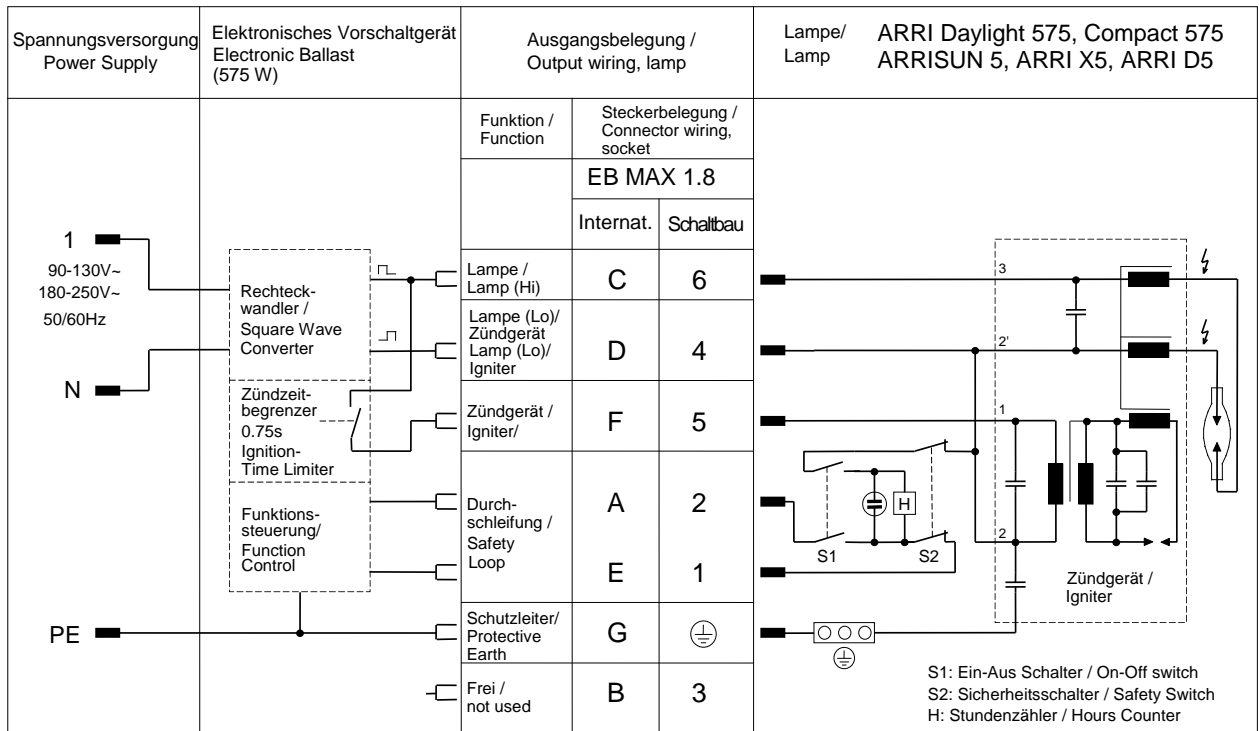 Spannungsversorgung
Power Supply
Elektronisches Vorschaltgerät
Electronic Ballast
(575 W)
Ausgangsbelegung /
Output wiring, lamp
Lampe/ ARRI Daylight 575, Compact 575
Lamp ARRISUN 5, ARRI X5, ARRI D5
Funktion /
Function
Steckerbelegung /
Connector wiring,
socket
EB MAX 1.8
Internat. Schaltbau
1
90-130V~
180-250V~
50/60Hz
N
PE
Rechteck-
wandler /
Square Wave
Converter
Zündzeit-
begrenzer
0.75s
Ignition-
Time Limiter
Funktions-
steuerung/
Function
Control
Lampe /
Lamp (Hi)
C 6
Lampe (Lo)/
Zündgerät
Lamp (Lo)/
Igniter
D 4
Zündgerät /
Igniter/
F 5
Durch-
schleifung /
Safety
Loop
A 2
E 1
Schutzleiter/
Protective
Earth
G
Frei /
not used
B 3
3
2'
1
2
H
S1 S2
Zündgerät /
Igniter
S1: Ein-Aus Schalter / On-Off switch
S2: Sicherheitsschalter / Safety Switch
H: Stundenzähler / Hours Counter